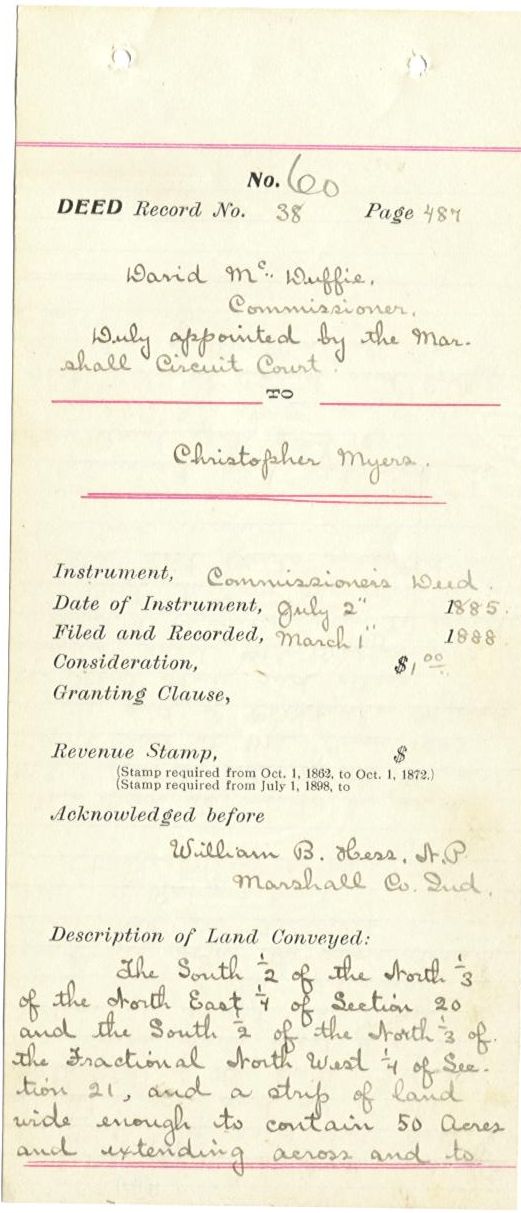 No. 60
DEED Record No. 38 Page 487
David Mc. Duffie,
Commissioner,
Duly appointed by the Mar-
shall Circuit Court.
TO
Christopher Myers.
Instrument, Commissioner's Deed.
Date of Instrument, July 2" 1885.
Filed and Recorded, March 1" 1888
Consideration, $1.00
Granting Clause,
Revenue Stamp, $
(Stamp required from Oct. 1, 1862, to Oct. 1, 1872.)
(Stamp required from July 1, 1898, to
Acknowledged before
William B. Hess, N.P.
Marshall Co. Ind.
Description of Land Conveyed:
The South 1/2 of the North 1/3
of the North East 1/4 of Section 20
and the South 1/2 of the North 1/3 of
the Fractional North West 1/4 of Sec-
tion 21, and a strip of land
wide enough to contain 50 Acres
and extending across and to